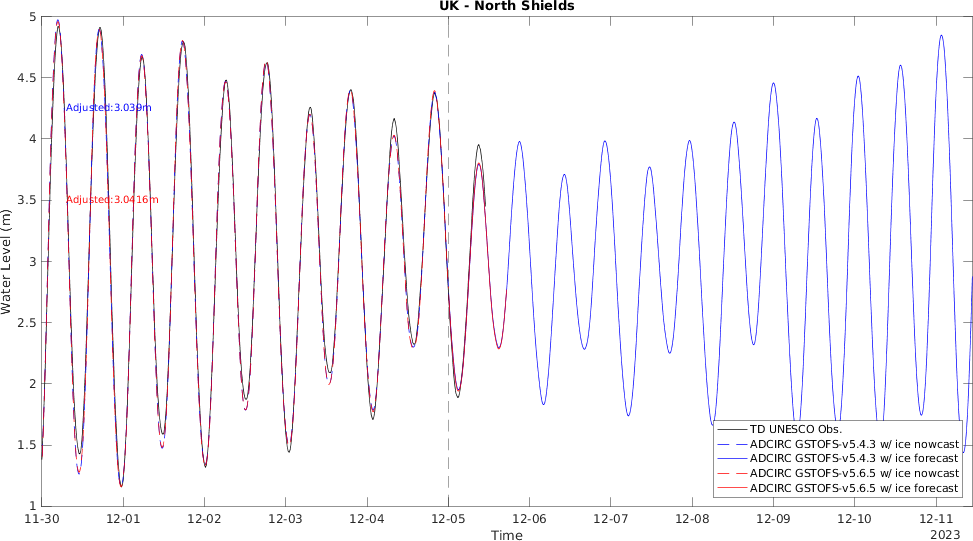 UK - North Shields
5
4.5
4
3.5
3
2.5
2
1.5
1
Water Level (m)
Adjusted:3.039m
Adjusted:3.0416m
TD UNESCO Obs.
ADCIRC GSTOFS-v5.4.3 w/ ice nowcast
ADCIRC GSTOFS-v5.4.3 w/ ice forecast
ADCIRC GSTOFS-v5.6.5 w/ ice nowcast
ADCIRC GSTOFS-v5.6.5 w/ ice forecast
11-30 12-01 12-02 12-03 12-04 12-05 12-06 12-07 12-08 12-09 12-10 12-11
2023
Time